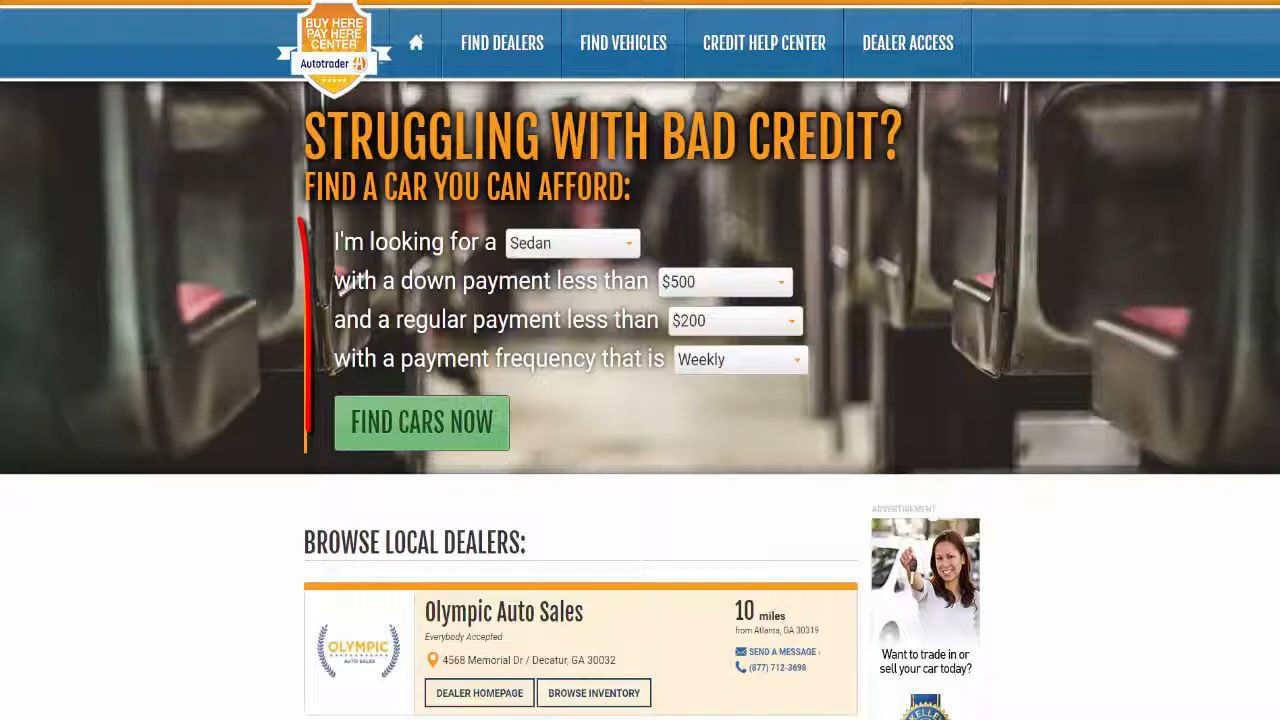 BUY HERE
PAY HERE
CENTER
Autotrader
FIND DEALERS
FIND VEHICLES
CREDIT HELP CENTER
DEALER ACCESS
STRUGGLING WITH BAD CREDIT?
FIND A CAR YOU CAN AFFORD:
I'm looking for a Sedan
with a down payment less than $500
and a regular payment less than $200
with a payment frequency that is Weekly
FIND CARS NOW
BROWSE LOCAL DEALERS:
OLYMPIC
AUTO SALES
Olympic Auto Sales
Everybody Accepted
4568 Memorial Dr / Decatur, GA 30032
DEALER HOMEPAGE
BROWSE INVENTORY
10 miles
from Atlanta, GA 30319
SEND A MESSAGE
(877) 712-3698
ADVERTISEMENT
Want to trade in or
sell your car today?